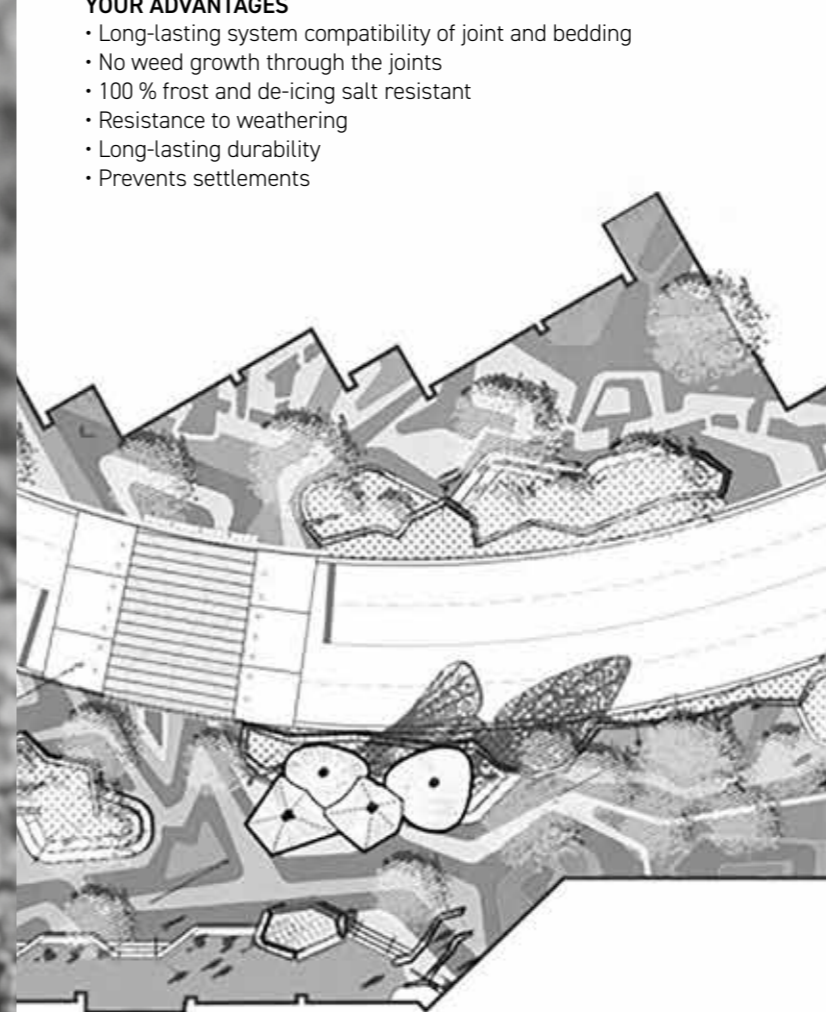 YOUR ADVANTAGES
• Long-lasting system compatibility of joint and bedding
• No weed growth through the joints
• 100 % frost and de-icing salt resistant
• Resistance to weathering
• Long-lasting durability
• Prevents settlements